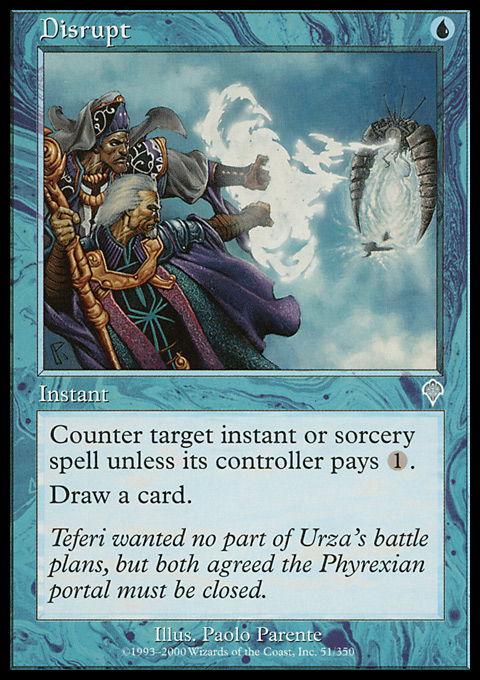 Disrupt
Instant
Counter target instant or sorcery
spell unless its controller pays 1.
Draw a card.
Teferi wanted no part of Urza's battle
plans, but both agreed the Phyrexian
portal must be closed.
Illus. Paolo Parente
©1993–2000 Wizards of the Coast, Inc. 51/350